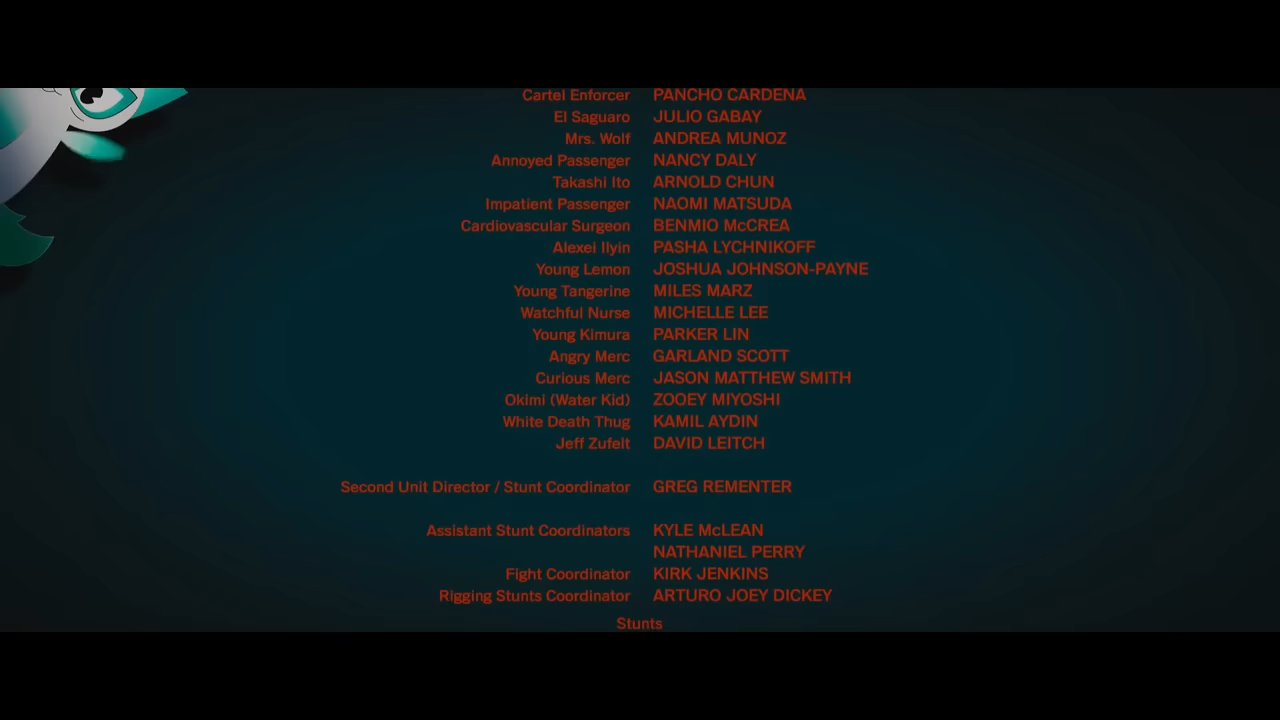 Cartel Enforcer PANCHO CARDENA
El Saguaro JULIO GABAY
Mrs. Wolf ANDREA MUNOZ
Annoyed Passenger NANCY DALY
Takashi Ito ARNOLD CHUN
Impatient Passenger NAOMI MATSUDA
Cardiovascular Surgeon BENMIO McCREA
Alexei Ilyin PASHA LYCHNIKOFF
Young Lemon JOSHUA JOHNSON-PAYNE
Young Tangerine MILES MARZ
Watchful Nurse MICHELLE LEE
Young Kimura PARKER LIN
Angry Merc GARLAND SCOTT
Curious Merc JASON MATTHEW SMITH
Okimi (Water Kid) ZOOEY MIYOSHI
White Death Thug KAMIL AYDIN
Jeff Zufelt DAVID LEITCH
Second Unit Director / Stunt Coordinator GREG REMENTER
Assistant Stunt Coordinators KYLE McLEAN
NATHANIEL PERRY
Fight Coordinator KIRK JENKINS
Rigging Stunts Coordinator ARTURO JOEY DICKEY
Stunts